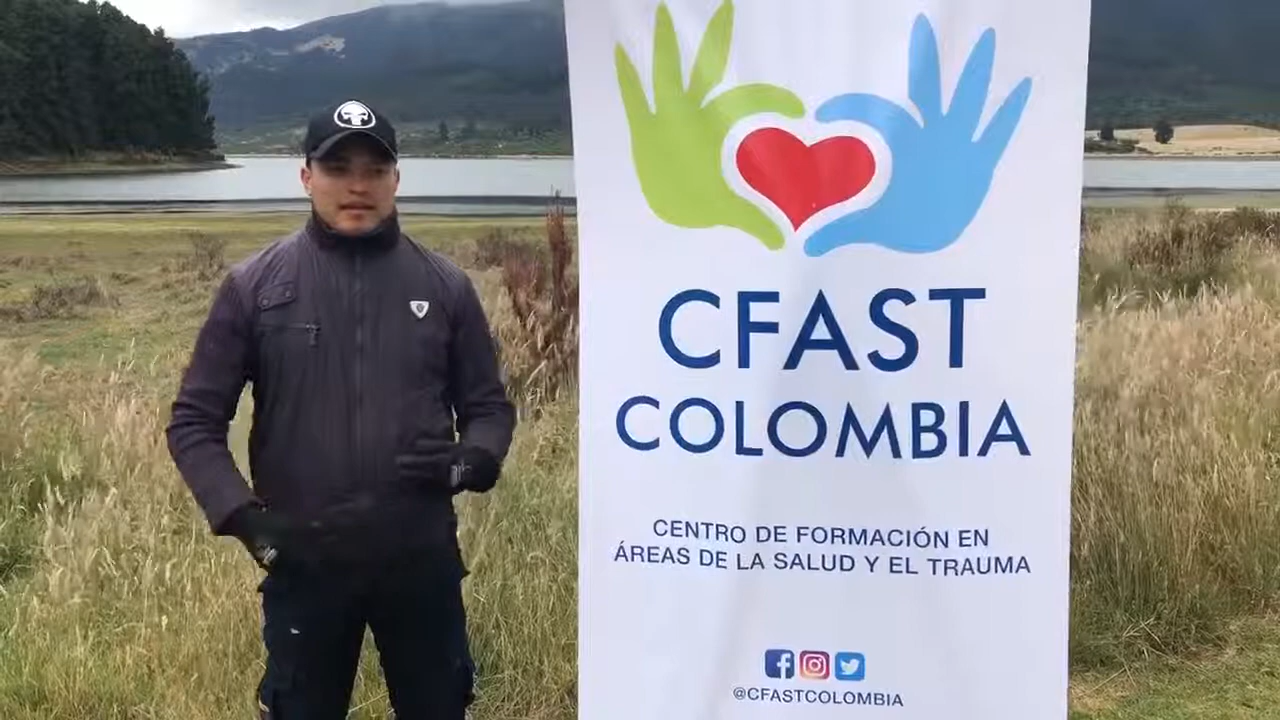 CFAST
COLOMBIA
CENTRO DE FORMACIÓN EN
ÁREAS DE LA SALUD Y EL TRAUMA
@CFASTCOLOMBIA